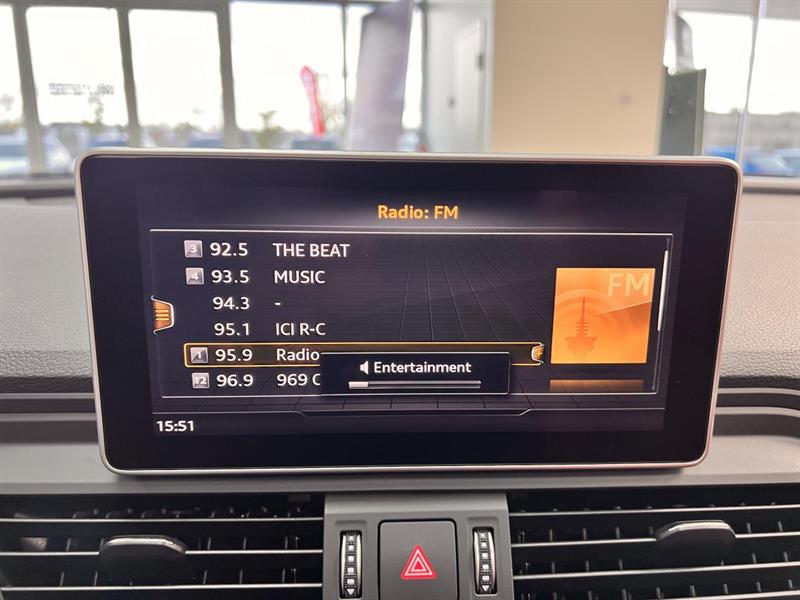 Radio: FM
3 92.5 THE BEAT
4 93.5 MUSIC
94.3 -
95.1 ICI R-C
1 95.9 Radio
12 96.9 969 C
FM
Entertainment
15:51